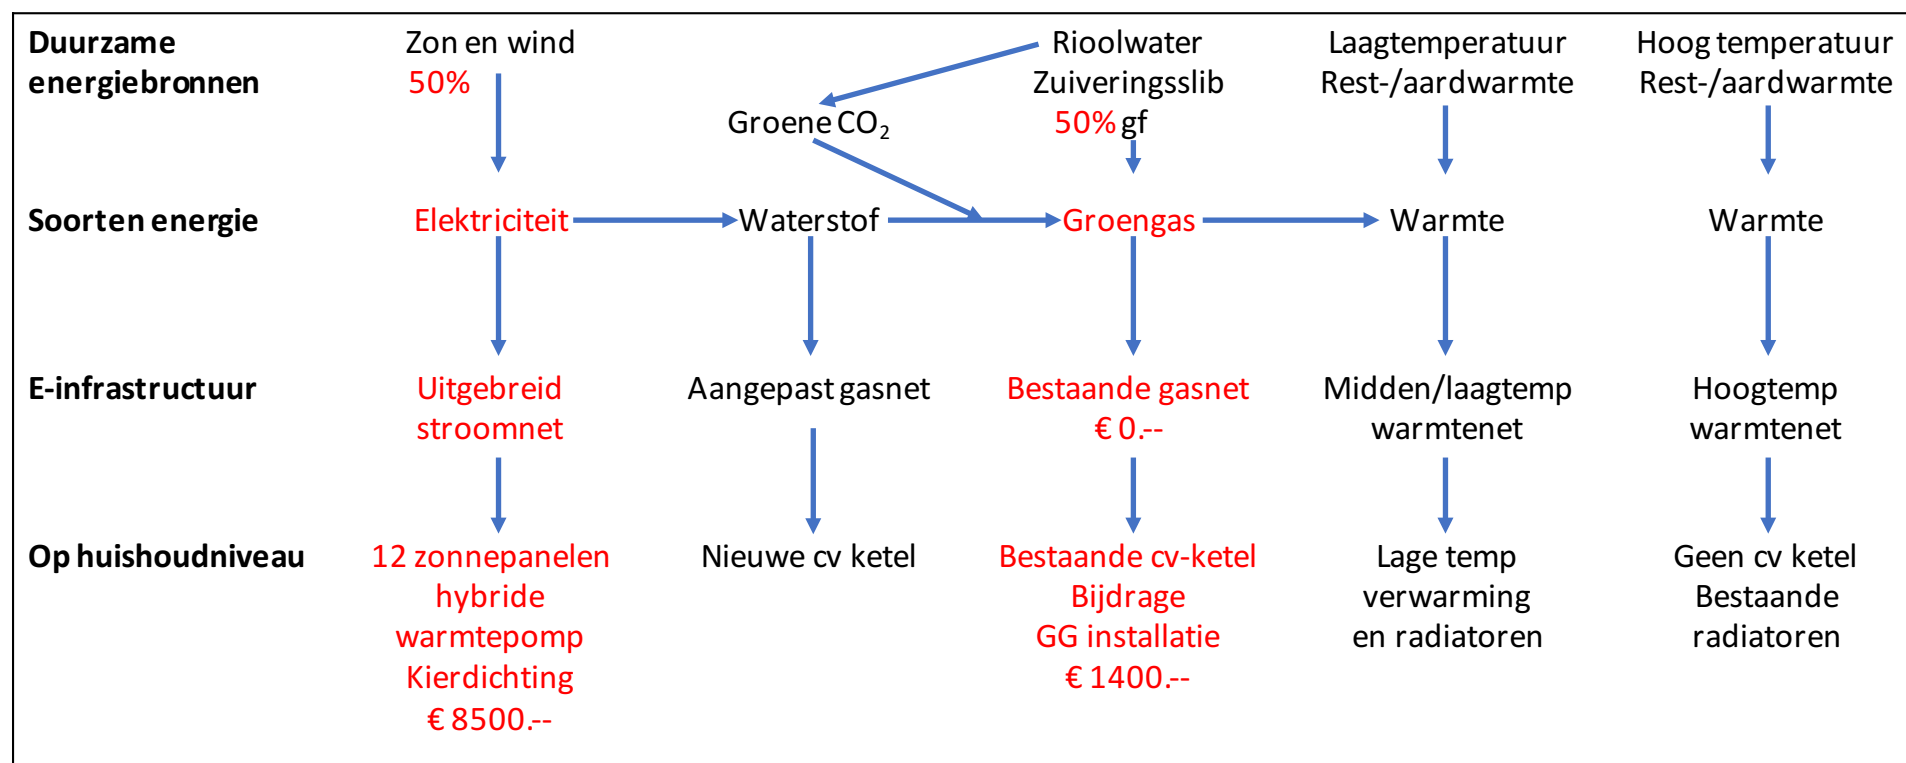 Duurzame
energiebronnen
Zon en wind
50%
Groene CO₂
Rioolwater
Zuiveringsslib
50% gf
Laagtemperatuur
Rest-/aardwarmte
Hoog temperatuur
Rest-/aardwarmte
Soorten energie
Elektriciteit
Waterstof
Groengas
Warmte
Warmte
E-infrastructuur
Uitgebreid
stroomnet
Aangepast gasnet
Bestaande gasnet
€ 0.--
Midden/laagtemp
warmtenet
Hoogtemp
warmtenet
Op huishoudniveau
12 zonnepanelen
hybride
warmtepomp
Kierdichting
€ 8500.--
Nieuwe cv ketel
Bestaande cv-ketel
Bijdrage
GG installatie
€ 1400.--
Lage temp
verwarming
en radiatoren
Geen cv ketel
Bestaande
radiatoren